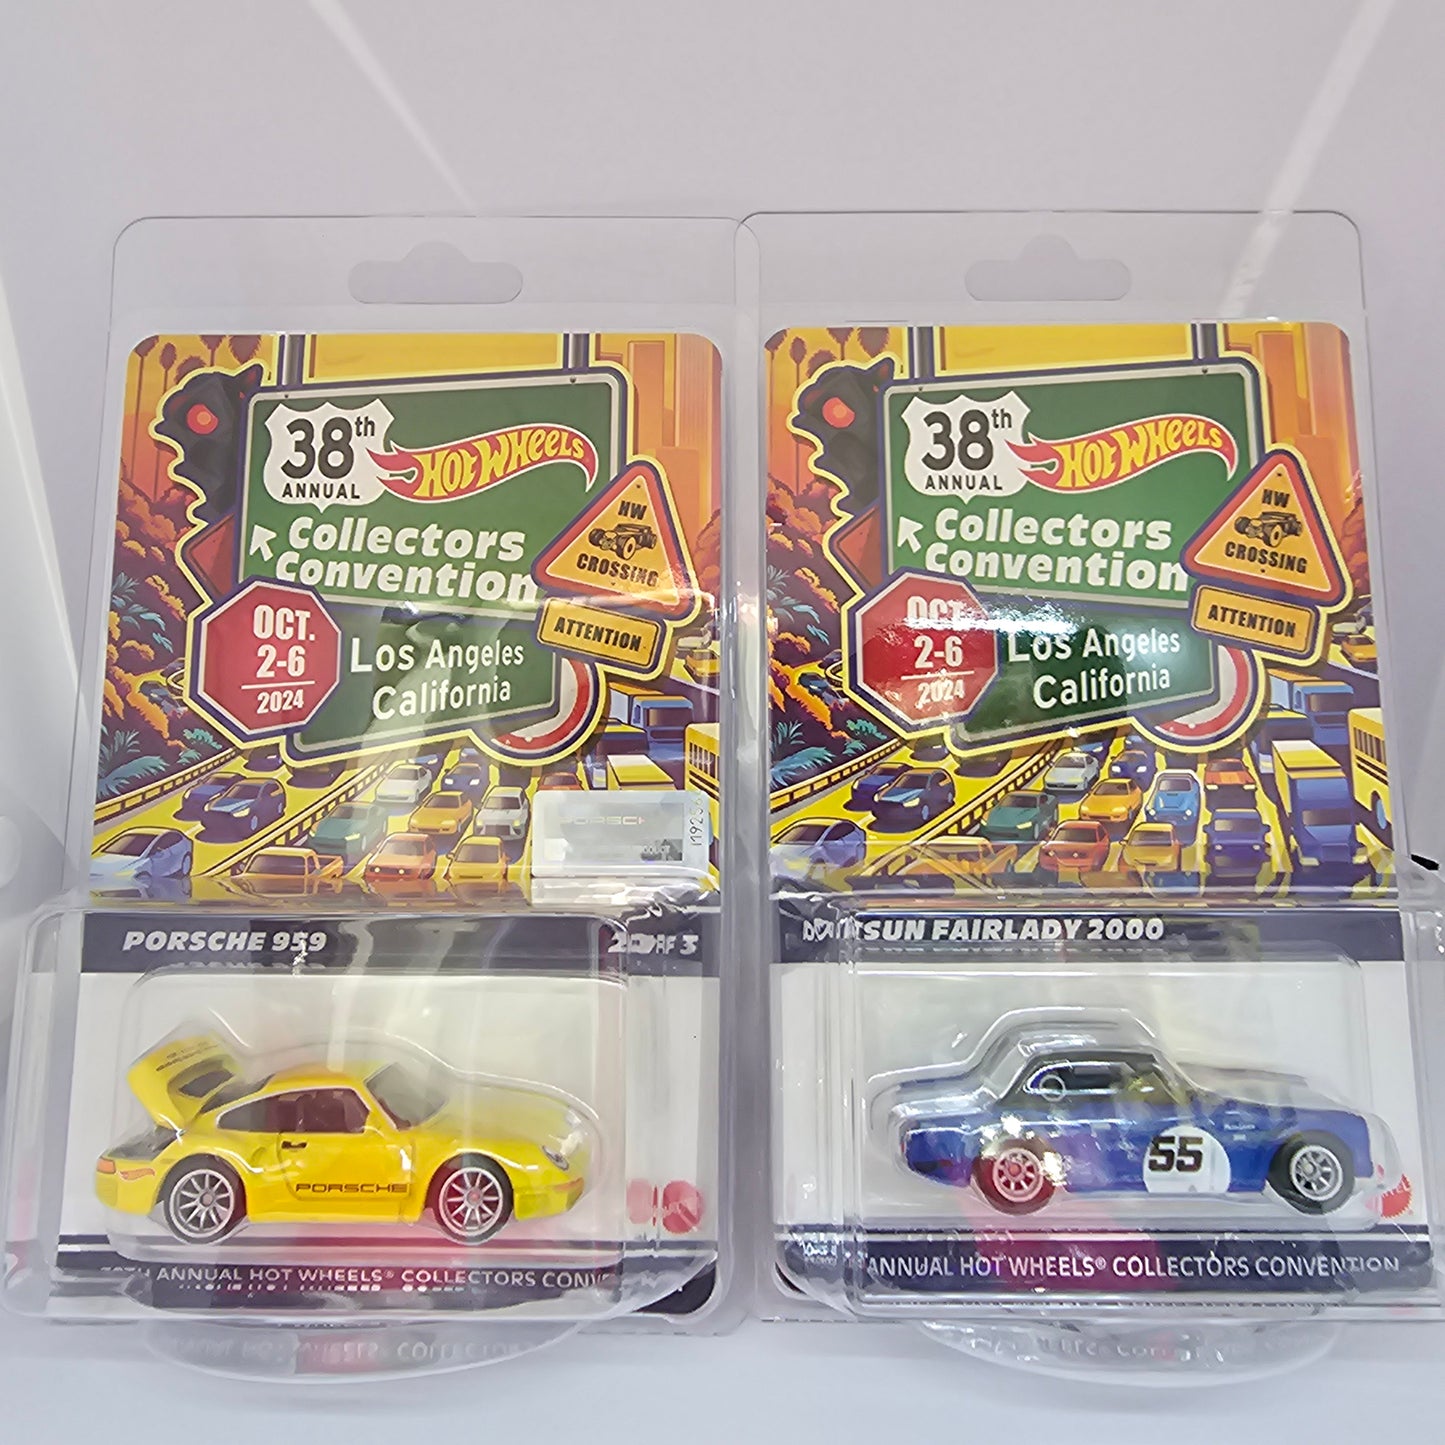 38th
ANNUAL
HOT WHEELS
Collectors
Convention
HW
CROSSING
ATTENTION
OCT.
2-6
2024
Los Angeles
California
PORSCHE
PORSCHE 959
PORSCHE
ANNUAL HOT WHEELS® COLLECTORS
38th
ANNUAL
HOT WHEELS
Collectors
Convention
HW
CROSSING
ATTENTION
OCT.
2-6
2024
Los Angeles
California
FAIRLADY 2000
55
ANNUAL HOT WHEELS® COLLECTORS CONVENTION